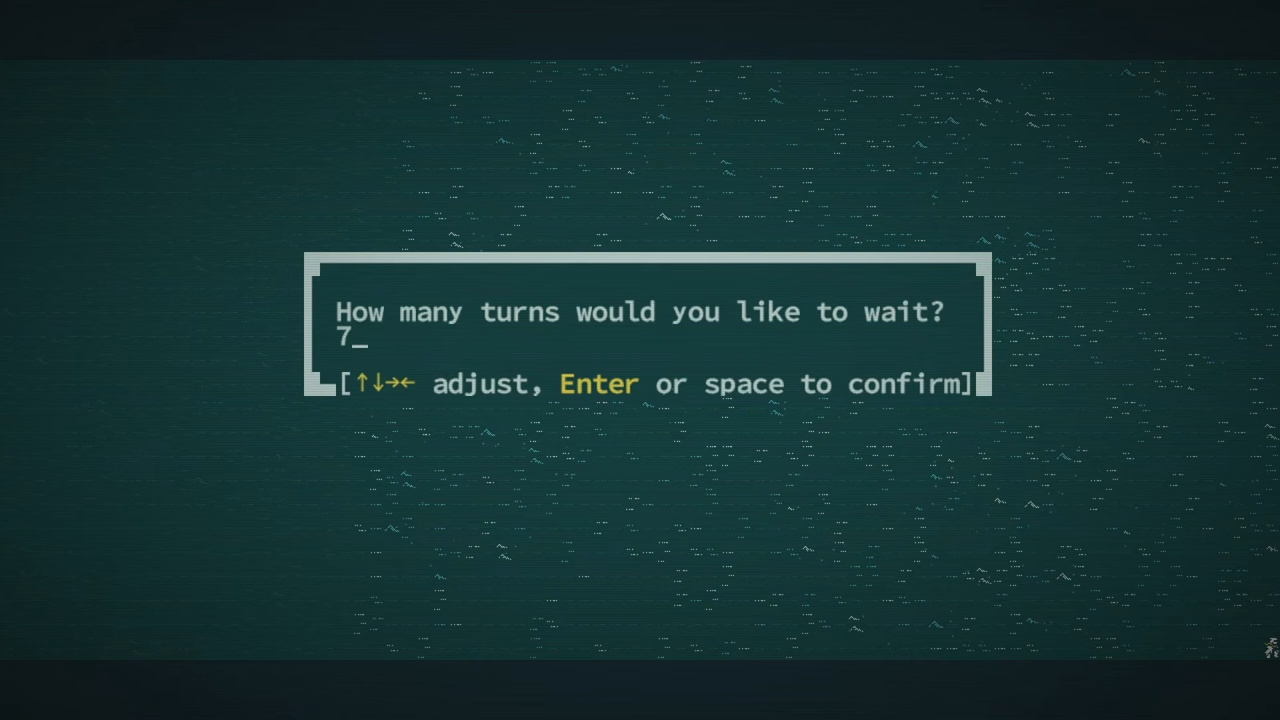 How many turns would you like to wait?
7_
[↑↓→← adjust, Enter or space to confirm]